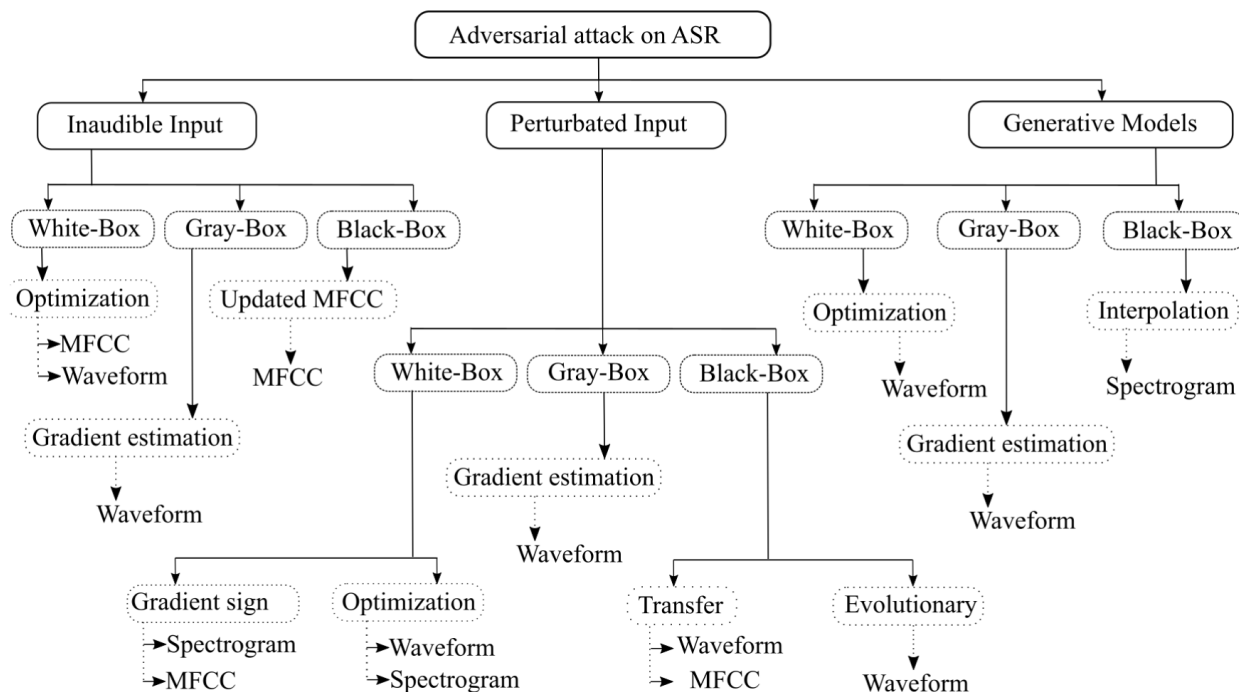 Adversarial attack on ASR
Inaudible Input
Perturbated Input
Generative Models
White-Box
Gray-Box
Black-Box
White-Box
Gray-Box
Black-Box
Optimization
Updated MFCC
Optimization
Interpolation
MFCC
Waveform
MFCC
White-Box
Gray-Box
Black-Box
Waveform
Spectrogram
Gradient estimation
Gradient estimation
Gradient estimation
Waveform
Waveform
Waveform
Gradient sign
Optimization
Transfer
Evolutionary
Spectrogram
MFCC
Waveform
Spectrogram
Waveform
MFCC
Waveform